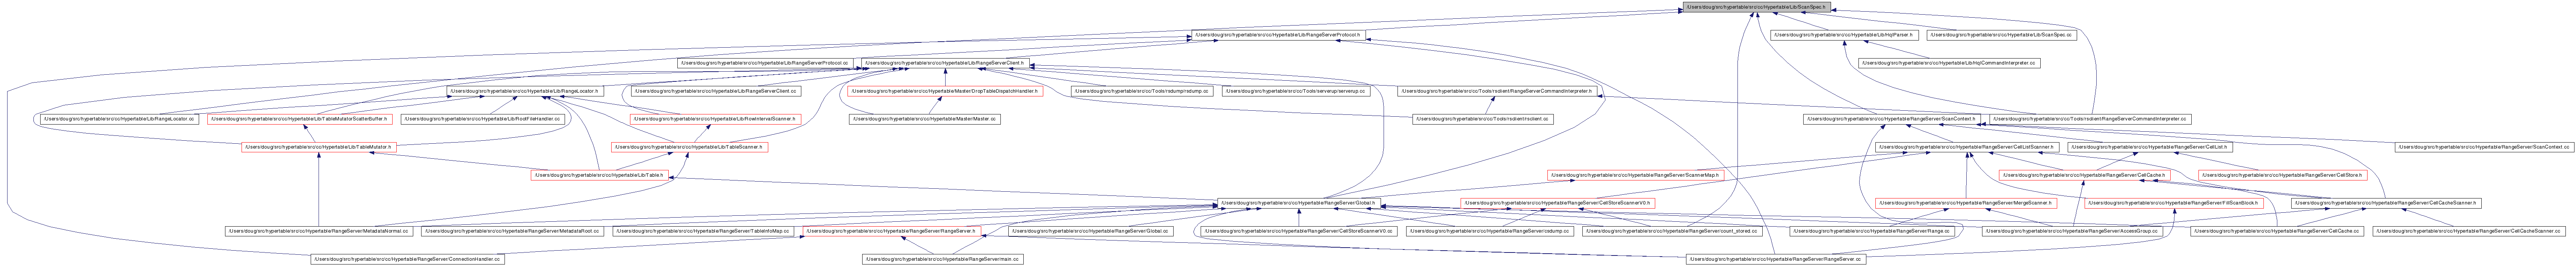 /Users/doug/src/hypertable/src/cc/Hypertable/Lib/ScanSpec.h
/Users/doug/src/hypertable/src/cc/Hypertable/Lib/RangeServerProtocol.h
/Users/doug/src/hypertable/src/cc/Hypertable/Lib/HqlParser.h
/Users/doug/src/hypertable/src/cc/Hypertable/Lib/ScanSpec.cc
/Users/doug/src/hypertable/src/cc/Hypertable/Lib/RangeServerProtocol.cc
/Users/doug/src/hypertable/src/cc/Hypertable/Lib/RangeServerClient.h
/Users/doug/src/hypertable/src/cc/Hypertable/Lib/HqlCommandInterpreter.cc
/Users/doug/src/hypertable/src/cc/Hypertable/Lib/RangeLocator.h
/Users/doug/src/hypertable/src/cc/Hypertable/Lib/RangeServerClient.cc
/Users/doug/src/hypertable/src/cc/Hypertable/Master/DropTableDispatchHandler.h
/Users/doug/src/hypertable/src/cc/Tools/rsdump/rsdump.cc
/Users/doug/src/hypertable/src/cc/Tools/serverup/serverup.cc
/Users/doug/src/hypertable/src/cc/Tools/rsclient/RangeServerCommandInterpreter.h
/Users/doug/src/hypertable/src/cc/Hypertable/Lib/RangeLocator.cc
/Users/doug/src/hypertable/src/cc/Hypertable/Lib/TableMutatorScatterBuffer.h
/Users/doug/src/hypertable/src/cc/Hypertable/Lib/RootFileHandler.cc
/Users/doug/src/hypertable/src/cc/Hypertable/Lib/RowIntervalScanner.h
/Users/doug/src/hypertable/src/cc/Hypertable/Master/Master.cc
/Users/doug/src/hypertable/src/cc/Tools/rsclient/rsclient.cc
/Users/doug/src/hypertable/src/cc/Hypertable/RangeServer/ScanContext.h
/Users/doug/src/hypertable/src/cc/Tools/rsclient/RangeServerCommandInterpreter.cc
/Users/doug/src/hypertable/src/cc/Hypertable/Lib/TableMutator.h
/Users/doug/src/hypertable/src/cc/Hypertable/Lib/TableScanner.h
/Users/doug/src/hypertable/src/cc/Hypertable/RangeServer/CellListScanner.h
/Users/doug/src/hypertable/src/cc/Hypertable/RangeServer/CellList.h
/Users/doug/src/hypertable/src/cc/Hypertable/RangeServer/ScanContext.cc
/Users/doug/src/hypertable/src/cc/Hypertable/Lib/Table.h
/Users/doug/src/hypertable/src/cc/Hypertable/RangeServer/ScannerMap.h
/Users/doug/src/hypertable/src/cc/Hypertable/RangeServer/CellCache.h
/Users/doug/src/hypertable/src/cc/Hypertable/RangeServer/CellStore.h
/Users/doug/src/hypertable/src/cc/Hypertable/RangeServer/Global.h
/Users/doug/src/hypertable/src/cc/Hypertable/RangeServer/CellStoreScannerV0.h
/Users/doug/src/hypertable/src/cc/Hypertable/RangeServer/MergeScanner.h
/Users/doug/src/hypertable/src/cc/Hypertable/RangeServer/FillScanBlock.h
/Users/doug/src/hypertable/src/cc/Hypertable/RangeServer/CellCacheScanner.h
/Users/doug/src/hypertable/src/cc/Hypertable/RangeServer/MetadataNormal.cc
/Users/doug/src/hypertable/src/cc/Hypertable/RangeServer/MetadataRoot.cc
/Users/doug/src/hypertable/src/cc/Hypertable/RangeServer/TableInfoMap.cc
/Users/doug/src/hypertable/src/cc/Hypertable/RangeServer/RangeServer.h
/Users/doug/src/hypertable/src/cc/Hypertable/RangeServer/Global.cc
/Users/doug/src/hypertable/src/cc/Hypertable/RangeServer/CellStoreScannerV0.cc
/Users/doug/src/hypertable/src/cc/Hypertable/RangeServer/csdump.cc
/Users/doug/src/hypertable/src/cc/Hypertable/RangeServer/count_stored.cc
/Users/doug/src/hypertable/src/cc/Hypertable/RangeServer/Range.cc
/Users/doug/src/hypertable/src/cc/Hypertable/RangeServer/AccessGroup.cc
/Users/doug/src/hypertable/src/cc/Hypertable/RangeServer/CellCache.cc
/Users/doug/src/hypertable/src/cc/Hypertable/RangeServer/CellCacheScanner.cc
/Users/doug/src/hypertable/src/cc/Hypertable/RangeServer/ConnectionHandler.cc
/Users/doug/src/hypertable/src/cc/Hypertable/RangeServer/main.cc
/Users/doug/src/hypertable/src/cc/Hypertable/RangeServer/RangeServer.cc